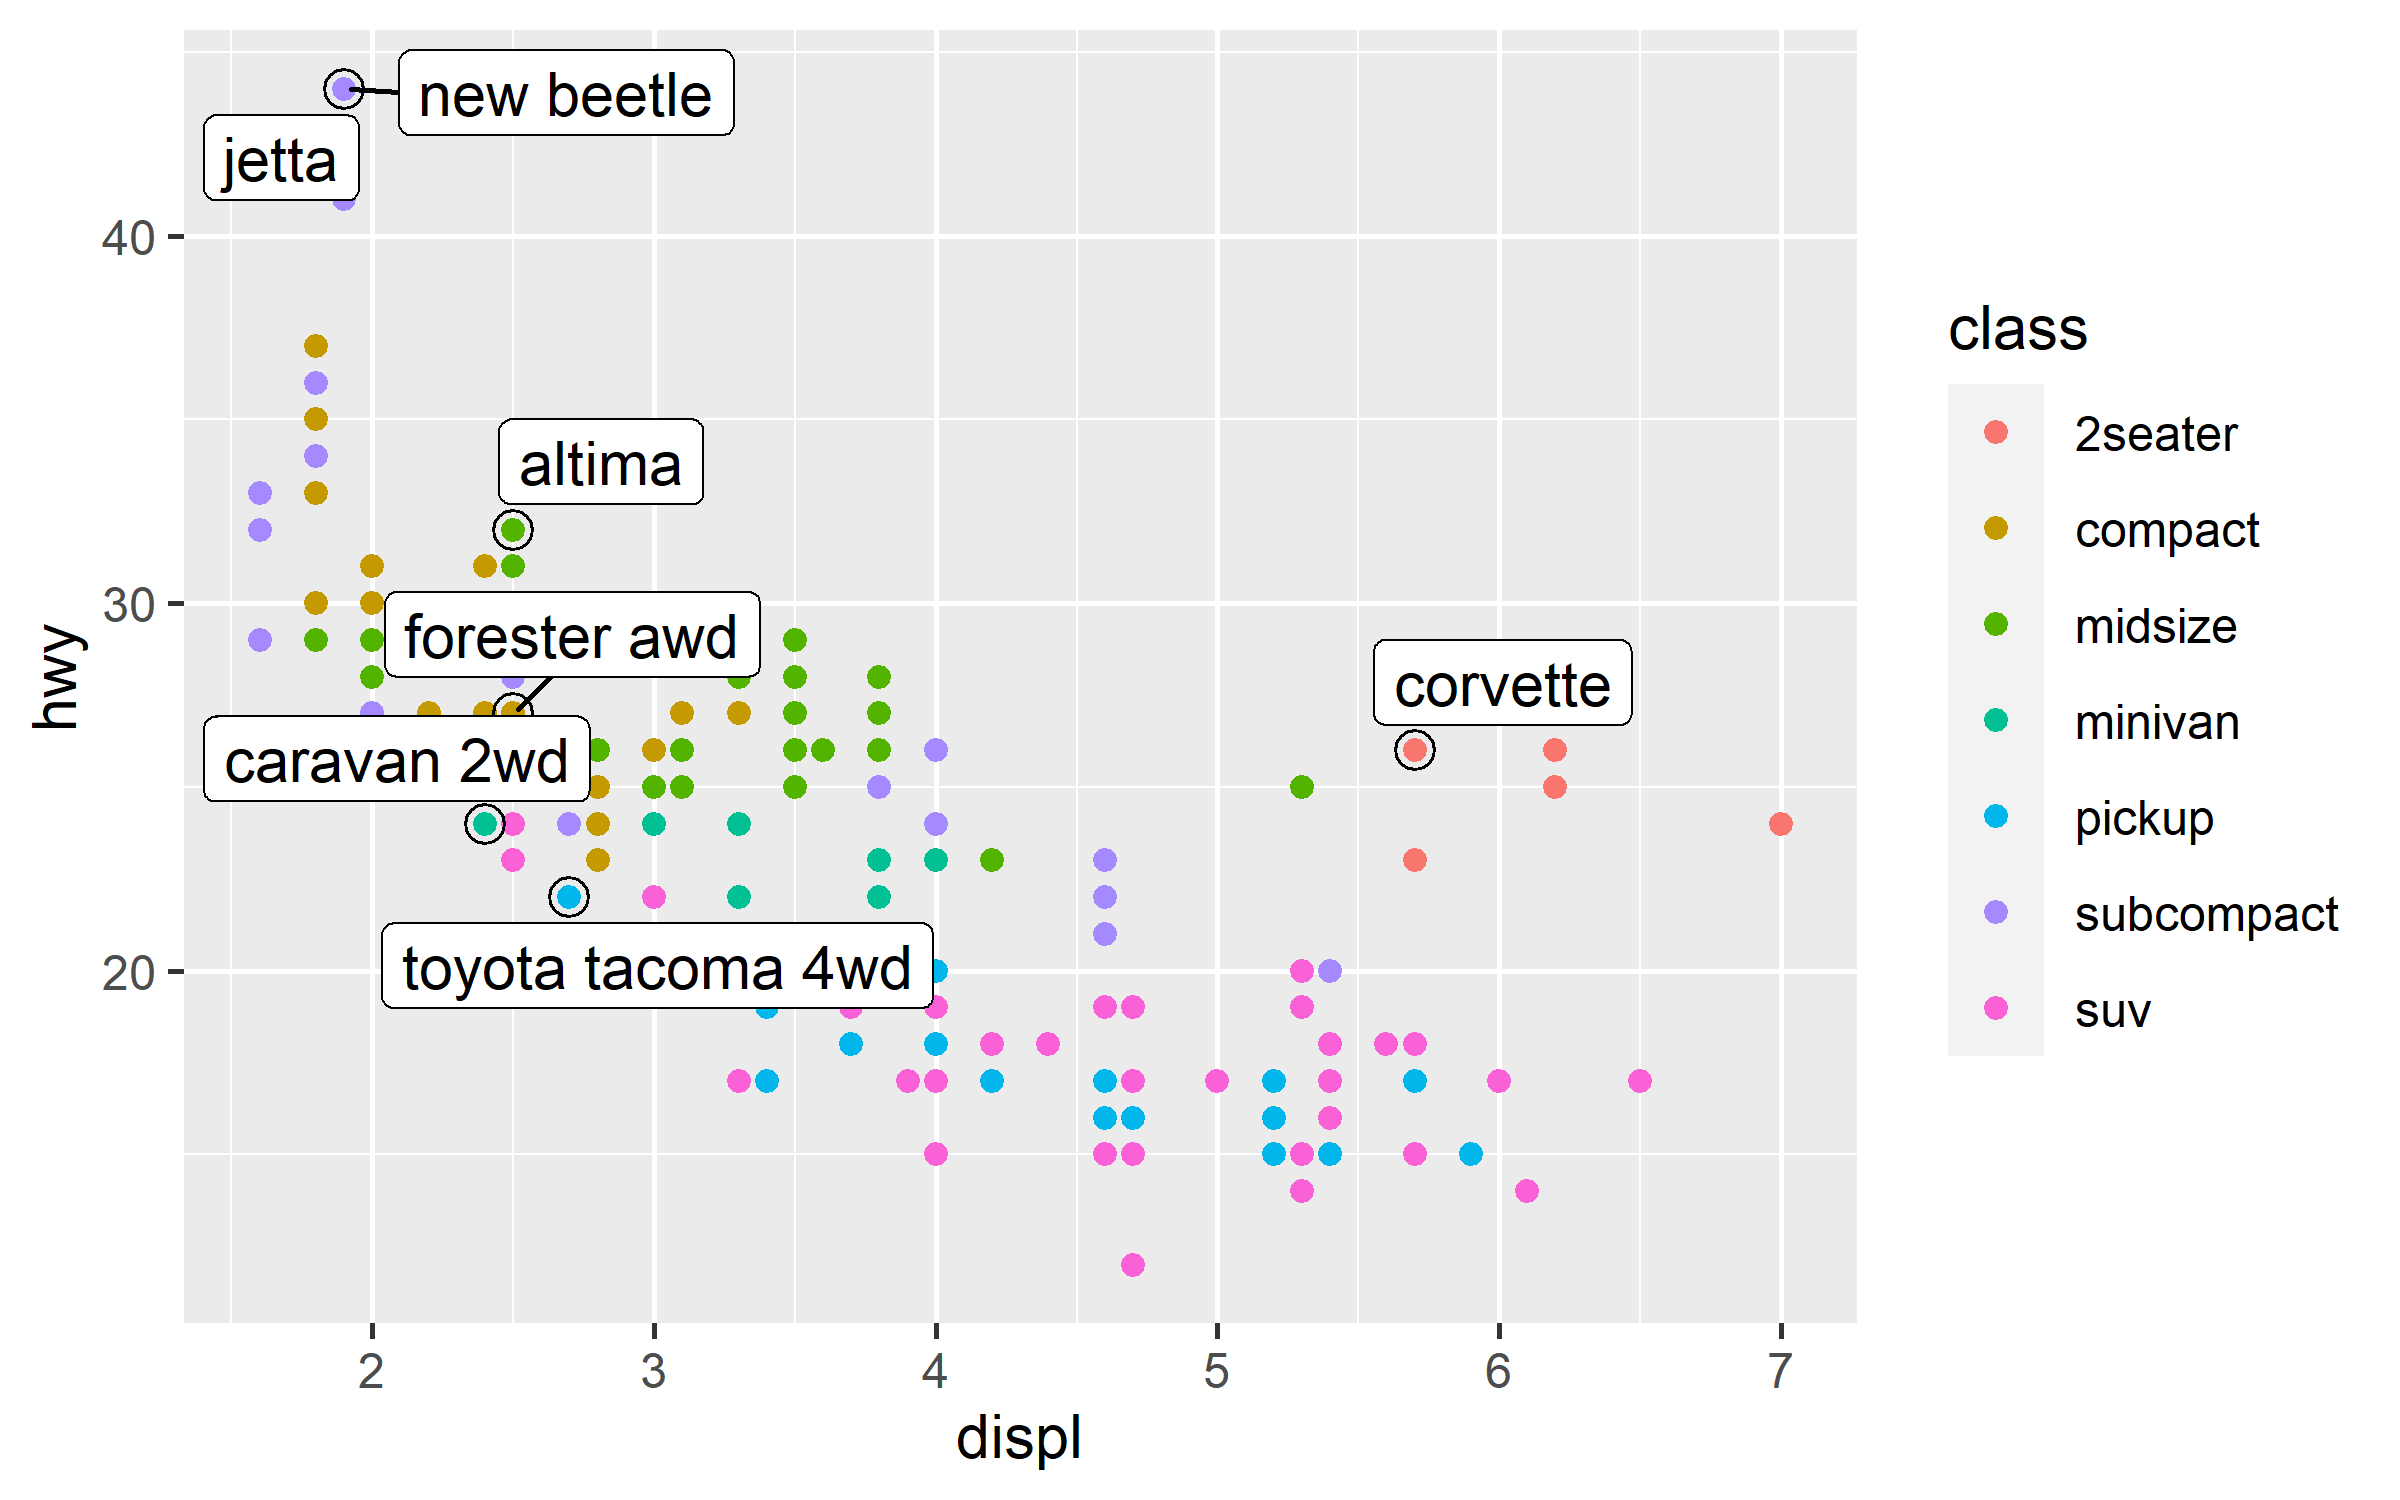 new beetle
jetta
altima
forester awd
caravan 2wd
corvette
toyota tacoma 4wd
40
30
20
hwy
2
3
4
5
6
7
displ
class
2seater
compact
midsize
minivan
pickup
subcompact
suv